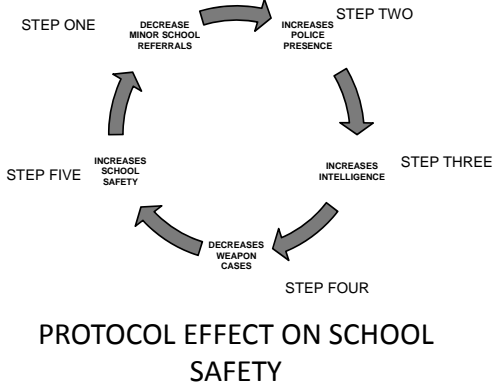 STEP ONE
DECREASE
MINOR SCHOOL
REFERRALS
INCREASES
POLICE
PRESENCE
STEP TWO
INCREASES
INTELLIGENCE
STEP THREE
DECREASES
WEAPON
CASES
STEP FOUR
STEP FIVE
INCREASES
SCHOOL
SAFETY
PROTOCOL EFFECT ON SCHOOL
SAFETY